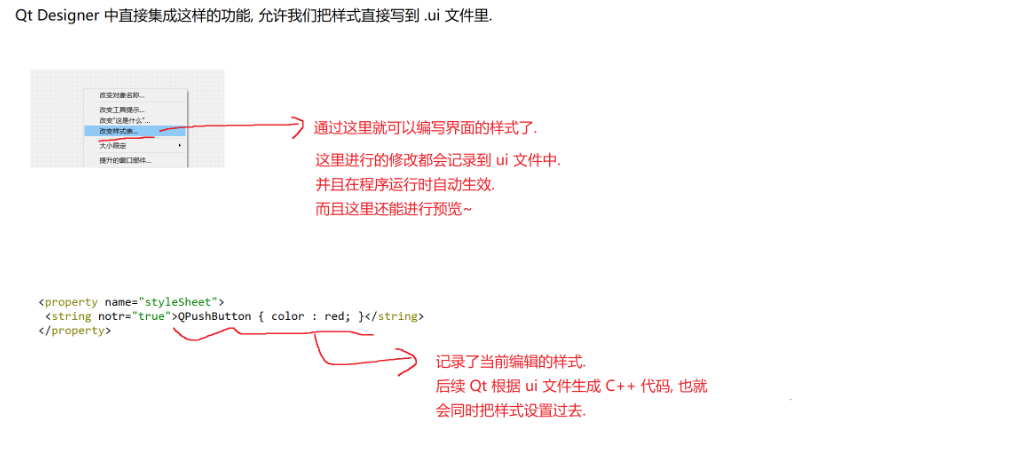 Qt Designer 中直接集成这样的功能, 允许我们把样式直接写到 .ui 文件里.
改变对象名称...
改变工具提示...
改变"这是什么"...
改变样式表...
大小限定
提升的窗口部件...
通过这里就可以编写界面的样式了.
这里进行的修改都会记录到 ui 文件中.
并且在程序运行时自动生效.
而且这里还能进行预览~
<property name="styleSheet">
<string notr="true">QPushButton { color : red; }</string>
</property>
记录了当前编辑的样式.
后续 Qt 根据 ui 文件生成 C++ 代码, 也就
会同时把样式设置过去.